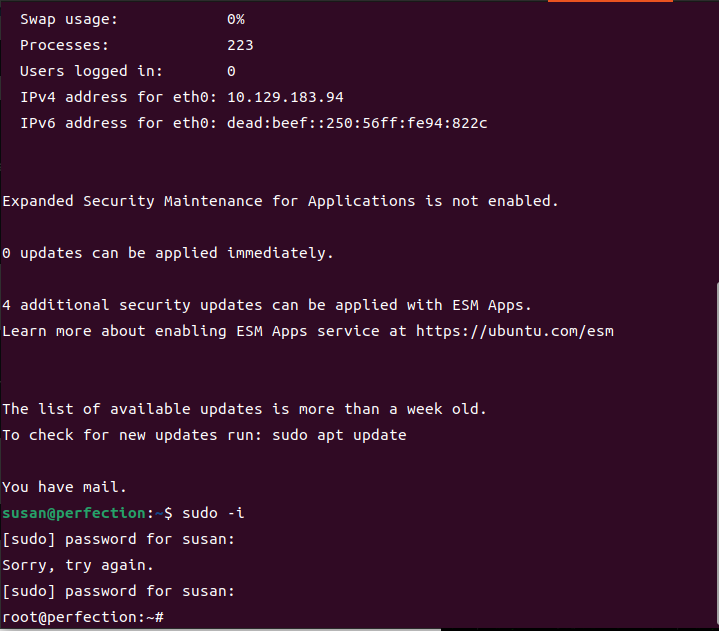 Swap usage: 0%
Processes: 223
Users logged in: 0
IPv4 address for eth0: 10.129.183.94
IPv6 address for eth0: dead:beef::250:56ff:fe94:822c
Expanded Security Maintenance for Applications is not enabled.
0 updates can be applied immediately.
4 additional security updates can be applied with ESM Apps.
Learn more about enabling ESM Apps service at https://ubuntu.com/esm
The list of available updates is more than a week old.
To check for new updates run: sudo apt update
You have mail.
susan@perfection:~$ sudo -i
[sudo] password for susan:
Sorry, try again.
[sudo] password for susan:
root@perfection:~#